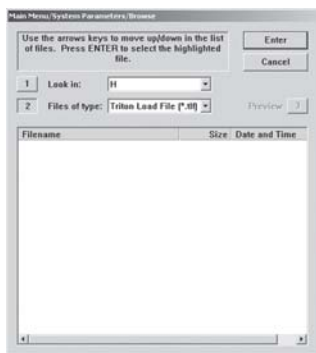 Main Menu/System Parameters/Browse
Use the arrows keys to move up/down in the list
of files. Press ENTER to select the highlighted
file.
Enter
Cancel
1 Look in: H
2 Files of type: Triton Load File (*.tlf)
Preview 3
Filename Size Date and Time